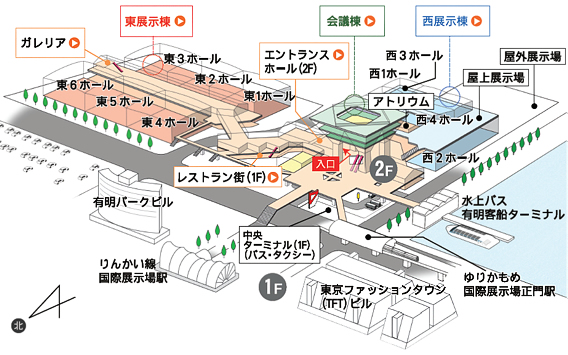 東展示棟
会議棟
西展示棟
ガレリア
東3ホール
東2ホール
東1ホール
東6ホール
東5ホール
東4ホール
エントランス
ホール(2F)
西3ホール
西1ホール
アトリウム
西4ホール
西2ホール
屋外展示場
屋上展示場
レストラン街(1F)
入口
2F
有明パークビル
中央
ターミナル(1F)
(バス・タクシー)
水上バス
有明客船ターミナル
りんかい線
国際展示場駅
1F
東京ファッションタウン
(TFT)ビル
ゆりかもめ
国際展示場正門駅
北